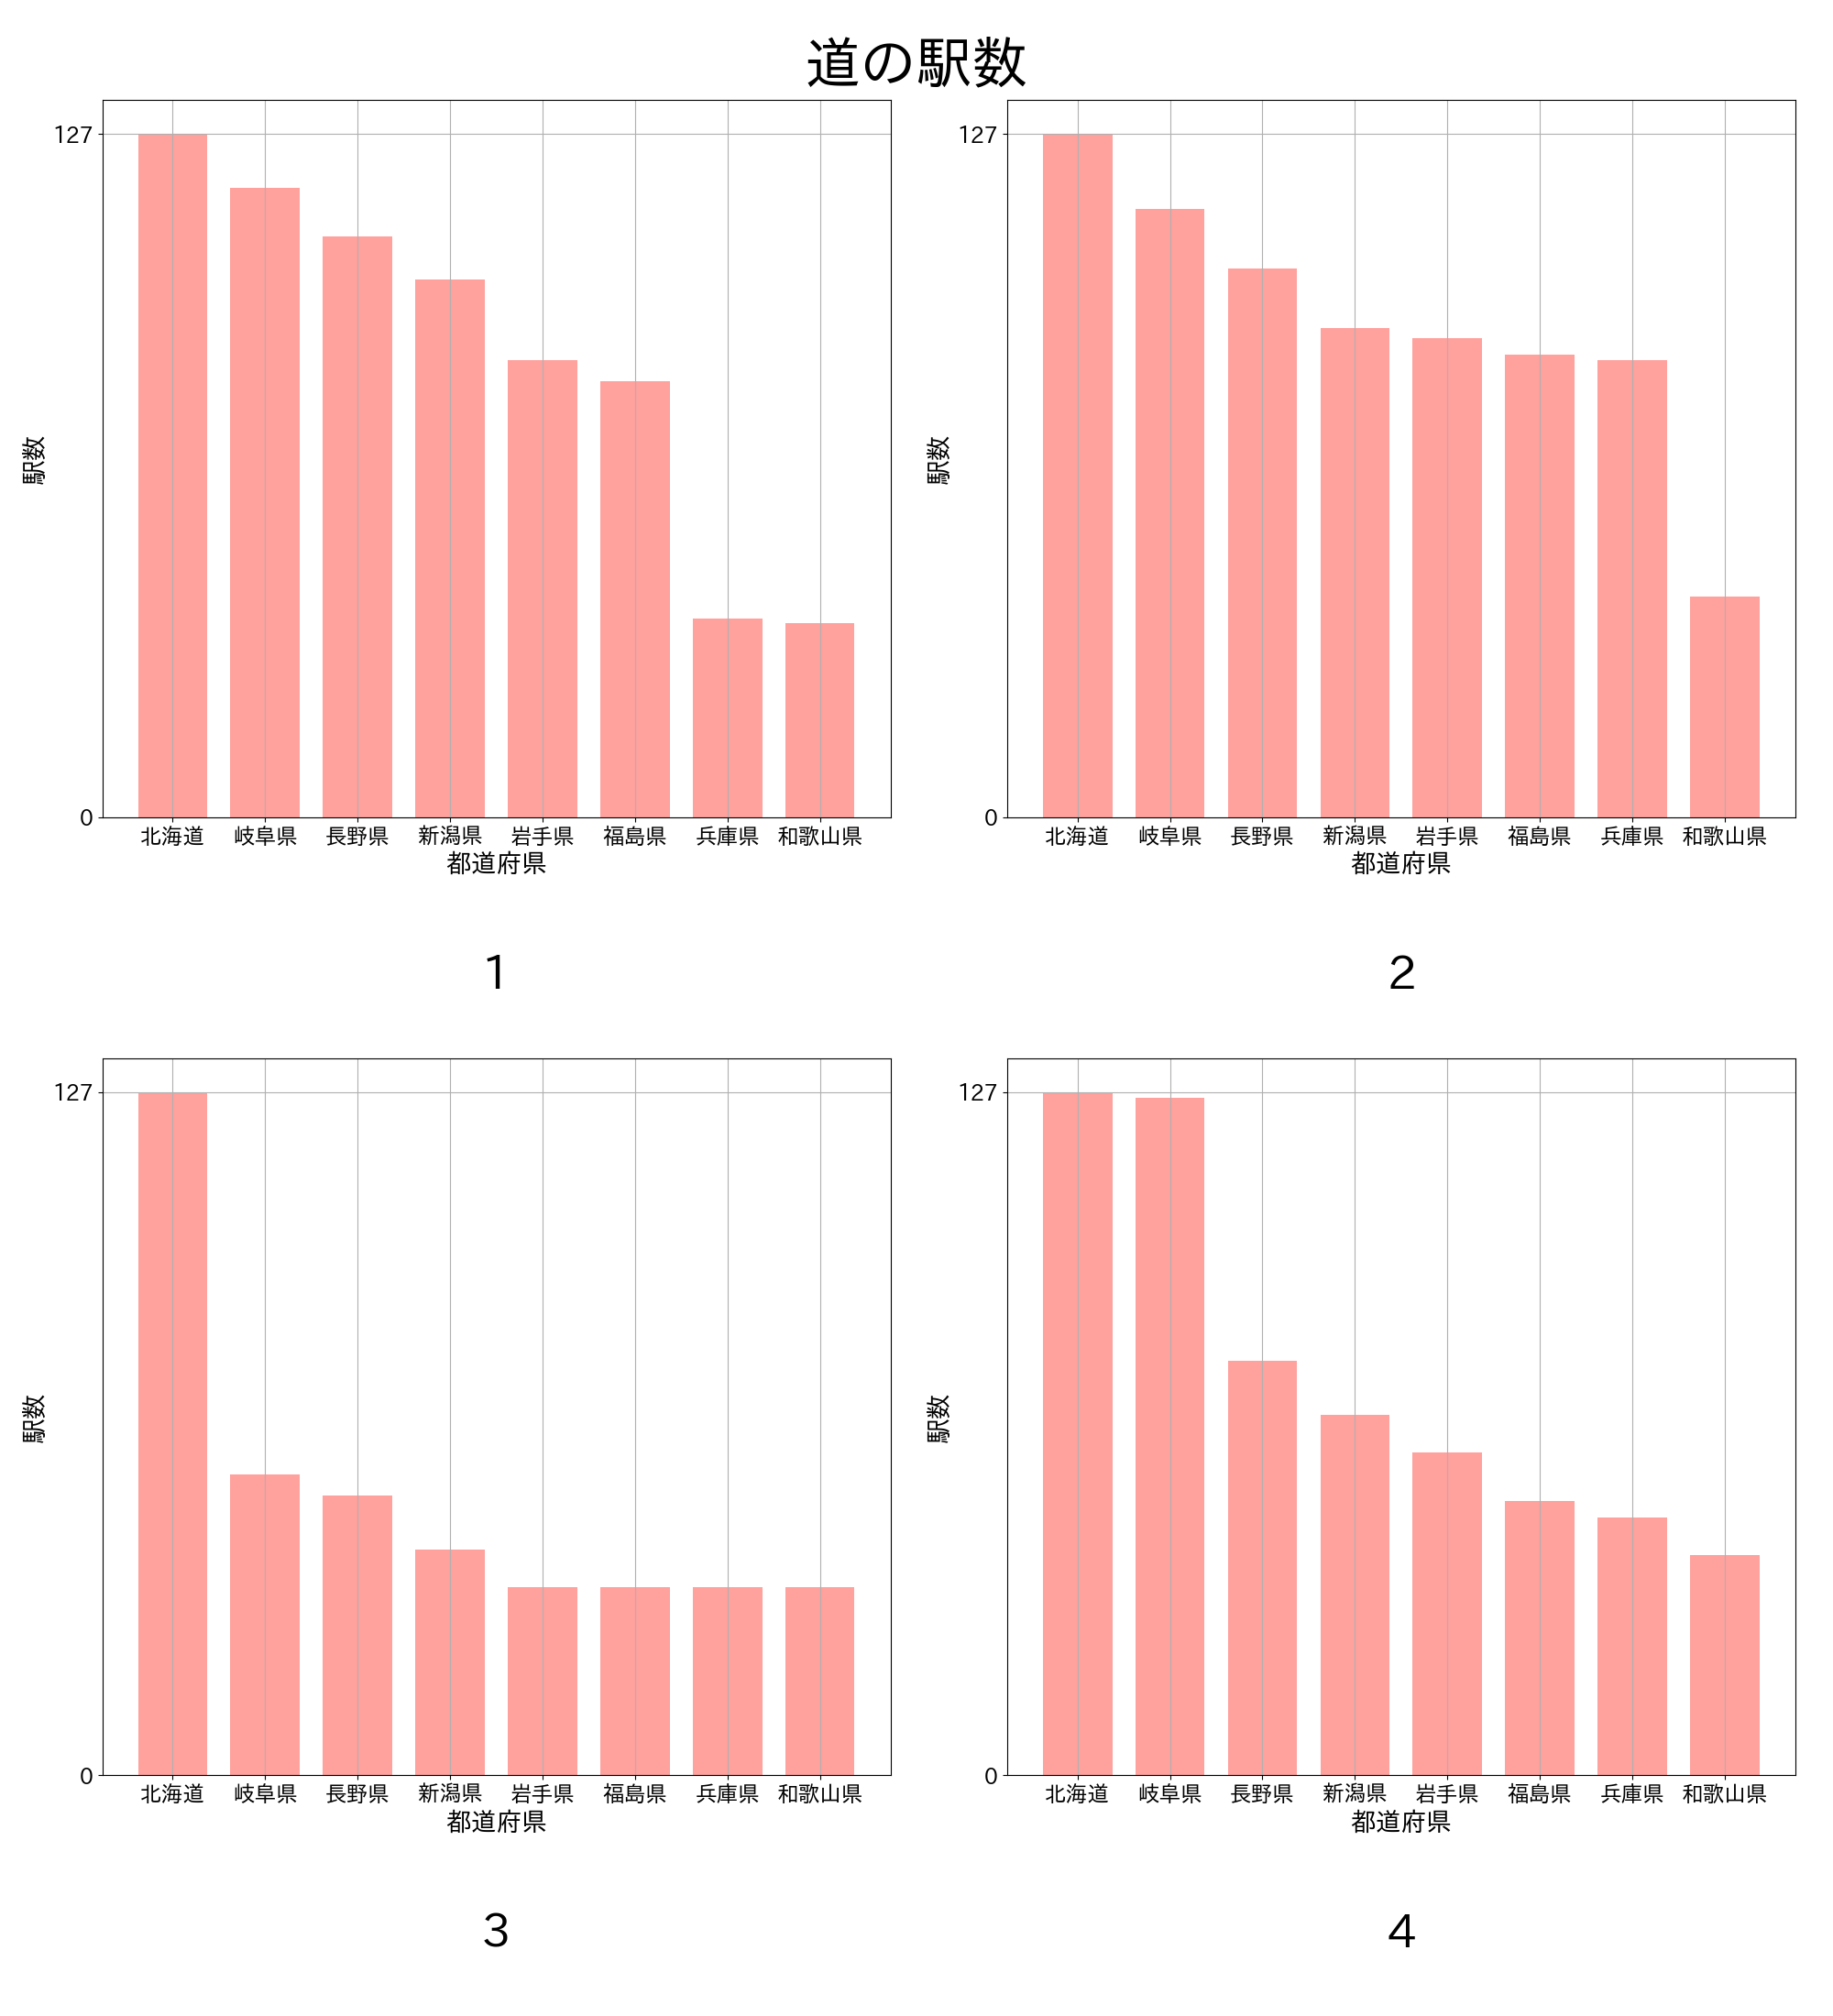 道の駅数
127
駅数
0
北海道 岐阜県 長野県 新潟県 岩手県 福島県 兵庫県 和歌山県
都道府県
1
127
駅数
0
北海道 岐阜県 長野県 新潟県 岩手県 福島県 兵庫県 和歌山県
都道府県
2
127
駅数
0
北海道 岐阜県 長野県 新潟県 岩手県 福島県 兵庫県 和歌山県
都道府県
3
127
駅数
0
北海道 岐阜県 長野県 新潟県 岩手県 福島県 兵庫県 和歌山県
都道府県
4